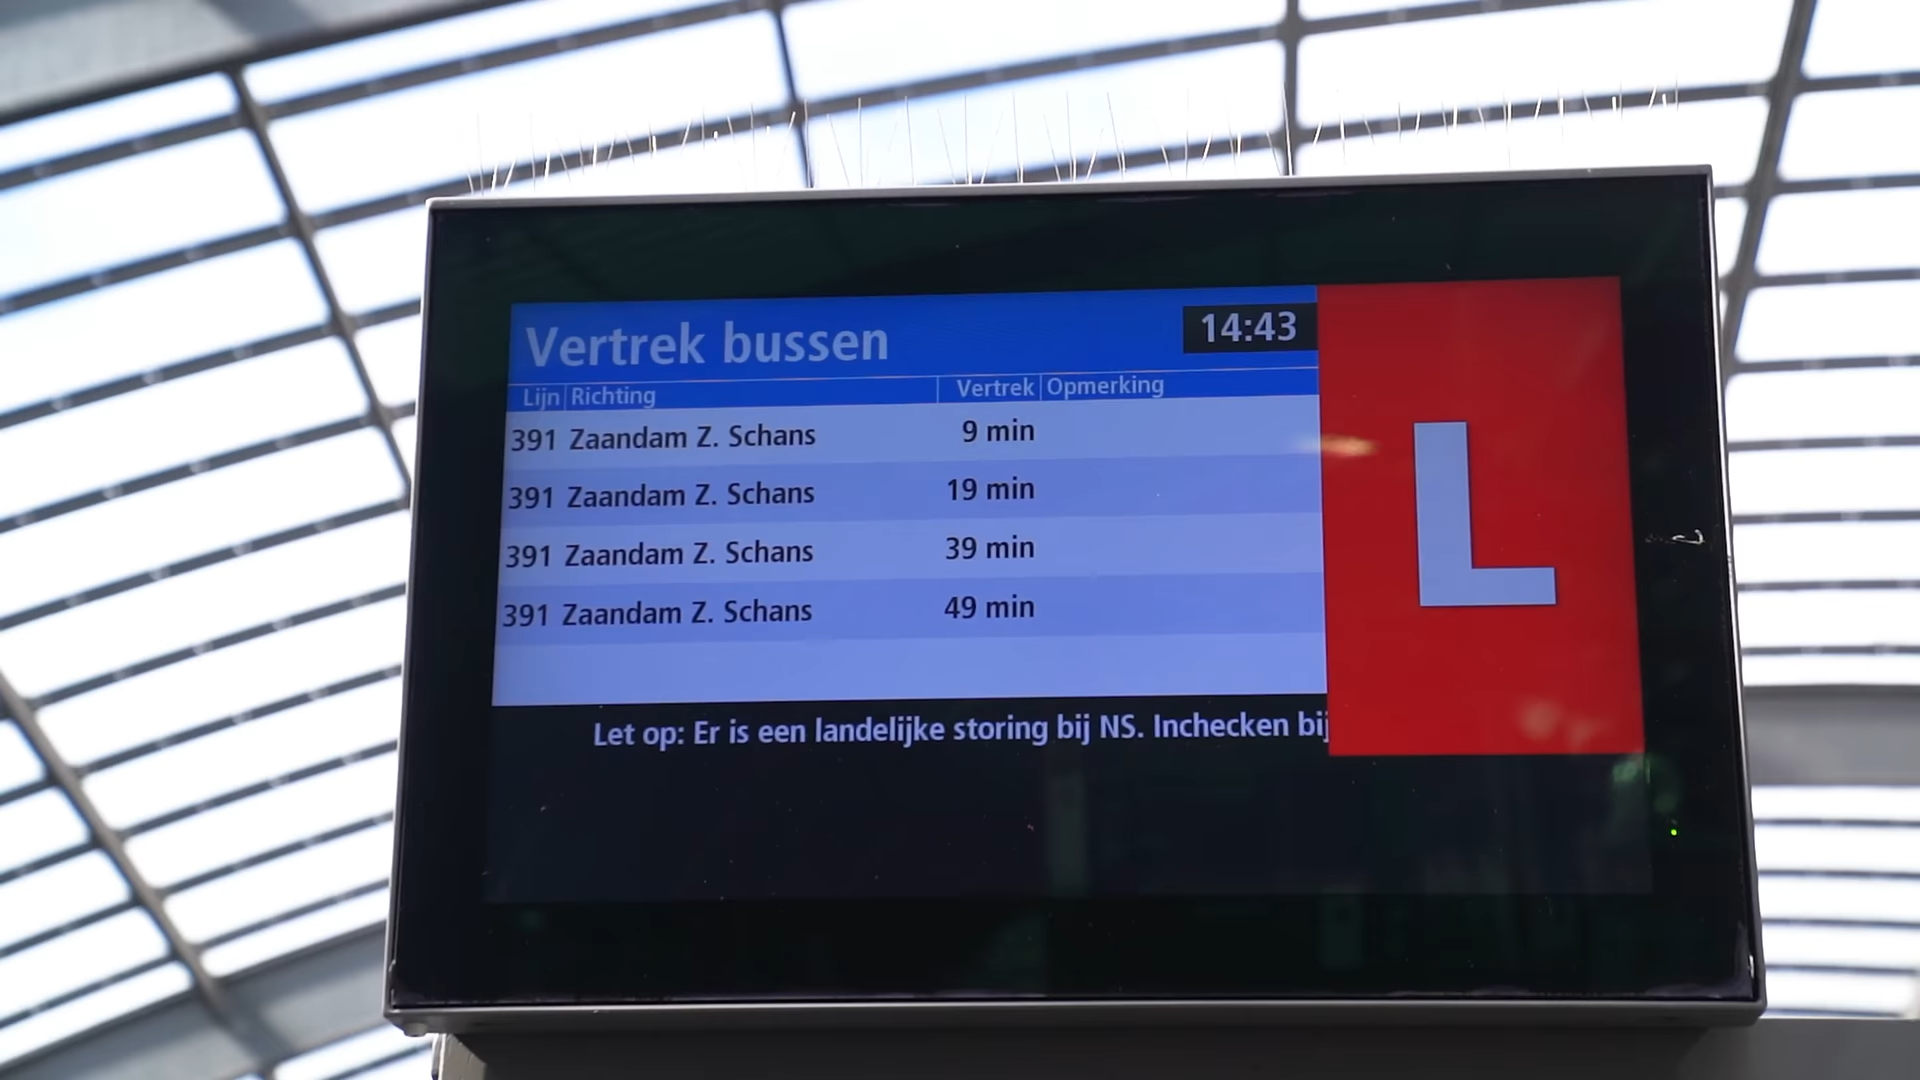 Vertrek bussen 14:43
Lijn Richting Vertrek Opmerking
391 Zaandam Z. Schans 9 min
391 Zaandam Z. Schans 19 min
391 Zaandam Z. Schans 39 min
391 Zaandam Z. Schans 49 min
L
Let op: Er is een landelijke storing bij NS. Inchecken bij